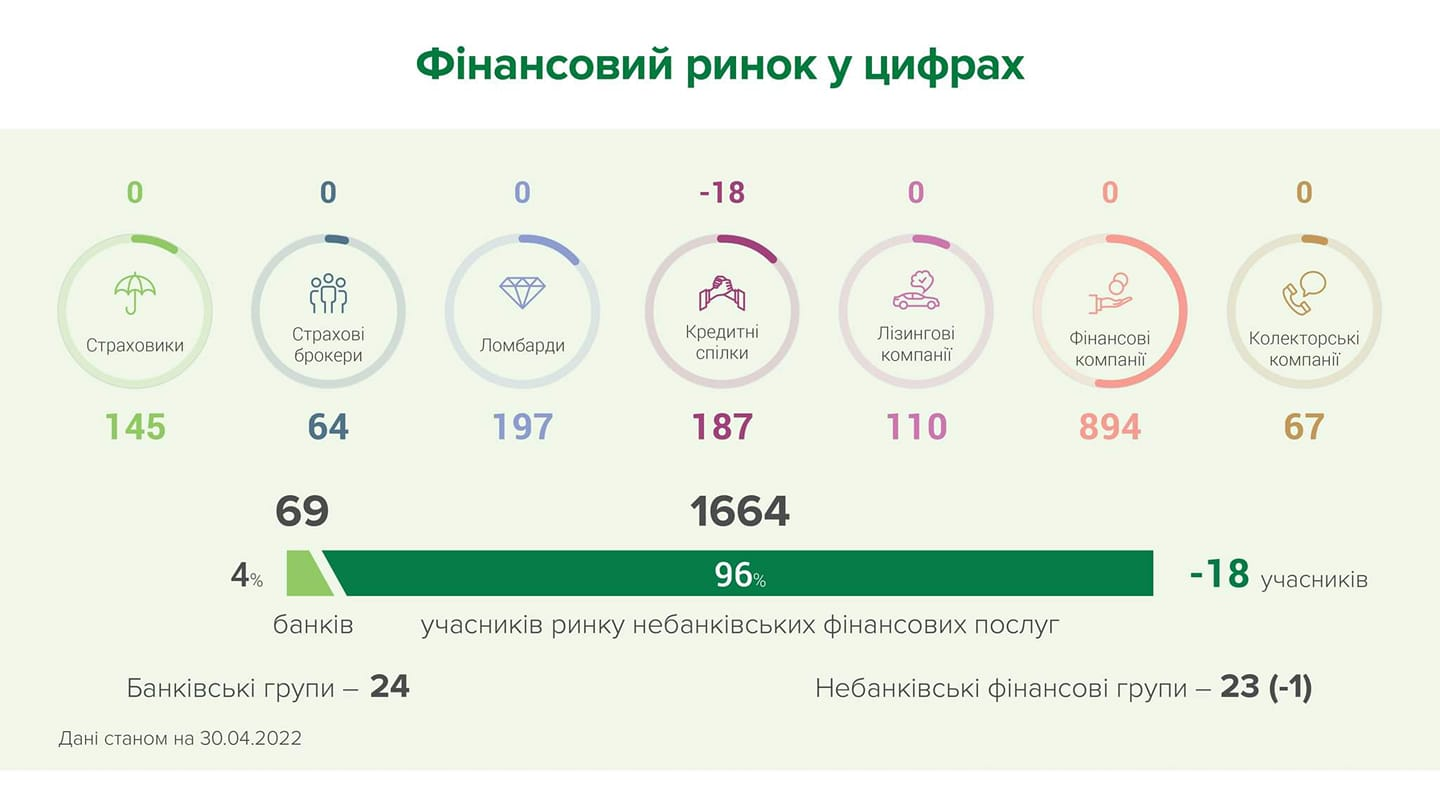 Фінансовий ринок у цифрах
0 0 0 -18 0 0 0
Страховики
Страхові
брокери
Ломбарди
Кредитні
спілки
Лізингові
компанії
Фінансові
компанії
Колекторські
компанії
145 64 197 187 110 894 67
69 1664
4% 96% -18 учасників
банків учасників ринку небанківських фінансових послуг
Банківські групи – 24 Небанківські фінансові групи – 23 (-1)
Дані станом на 30.04.2022